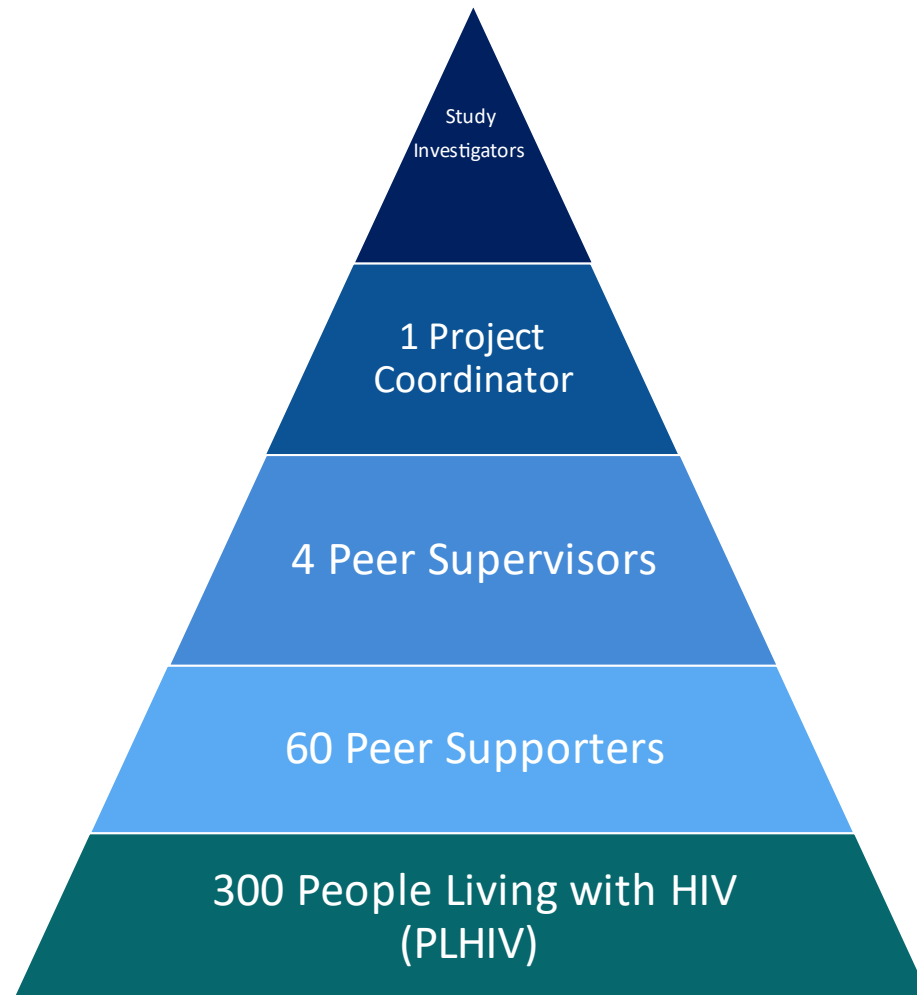 Study
Investigators
1 Project
Coordinator
4 Peer Supervisors
60 Peer Supporters
300 People Living with HIV
(PLHIV)